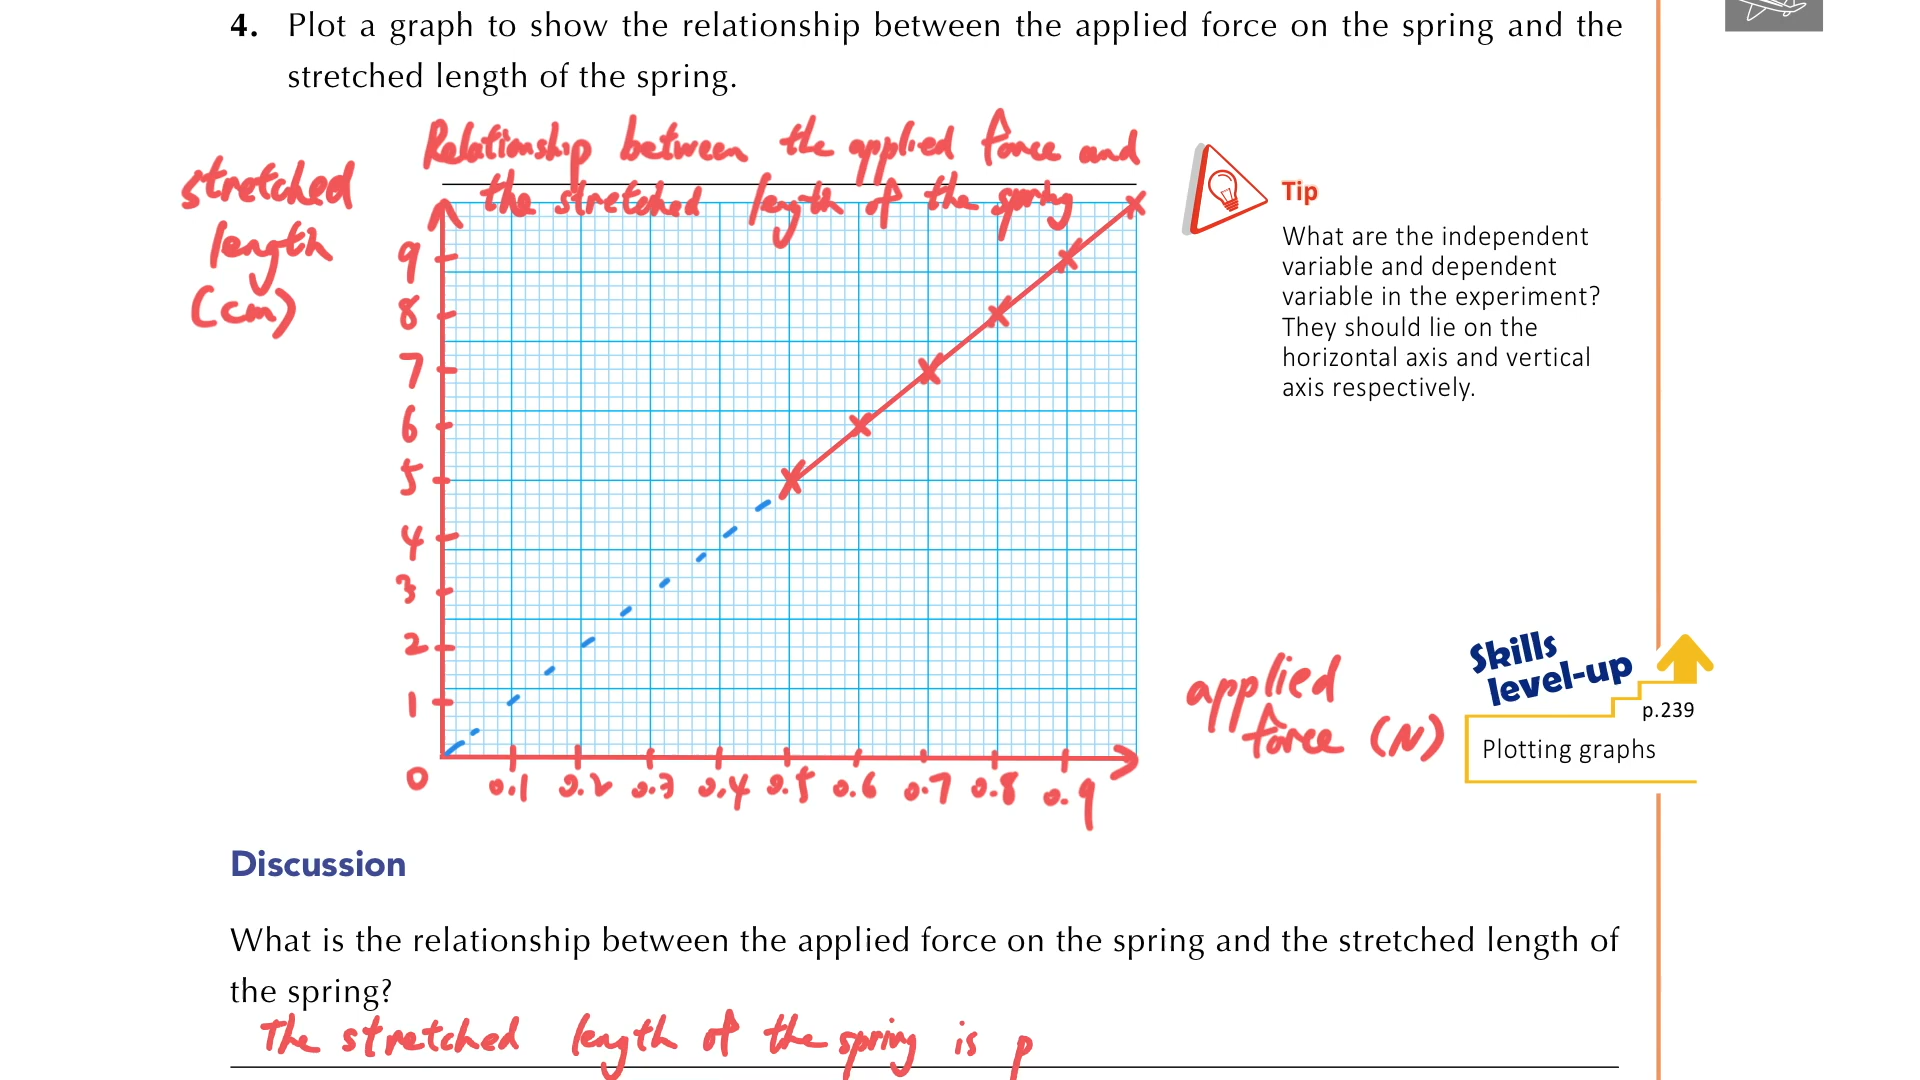 4. Plot a graph to show the relationship between the applied force on the spring and the
stretched length of the spring.
Relationship between the applied force and
the stretched length of the spring
stretched
length
(cm)
9
8
7
6
5
4
3
2
1
0
0.1 0.2 0.3 0.4 0.5 0.6 0.7 0.8 0.9
applied
force (N)
Tip
What are the independent
variable and dependent
variable in the experiment?
They should lie on the
horizontal axis and vertical
axis respectively.
Skills
level-up
p.239
Plotting graphs
Discussion
What is the relationship between the applied force on the spring and the stretched length of
the spring?
The stretched length of the spring is p